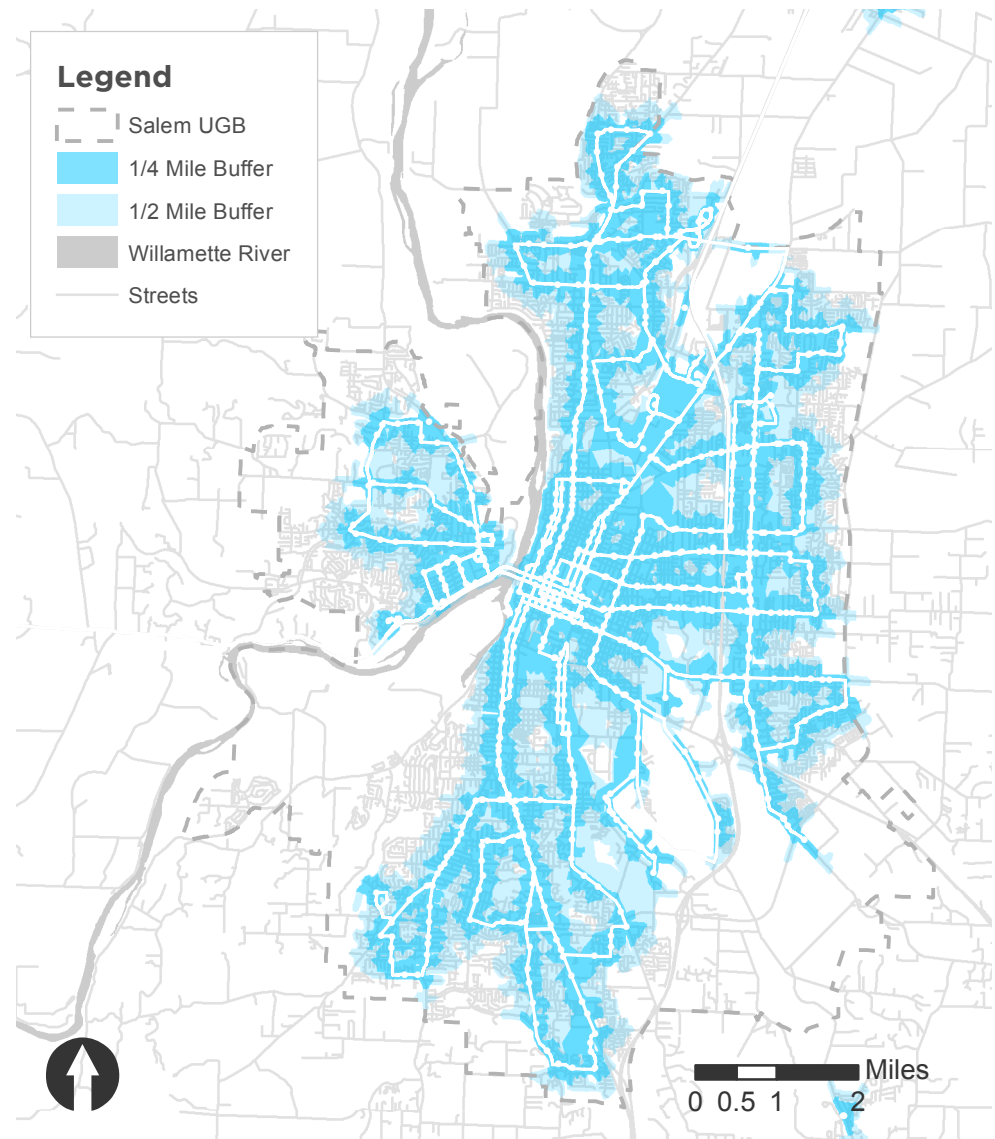 Legend
Salem UGB
1/4 Mile Buffer
1/2 Mile Buffer
Willamette River
Streets
Miles
0 0.5 1 2